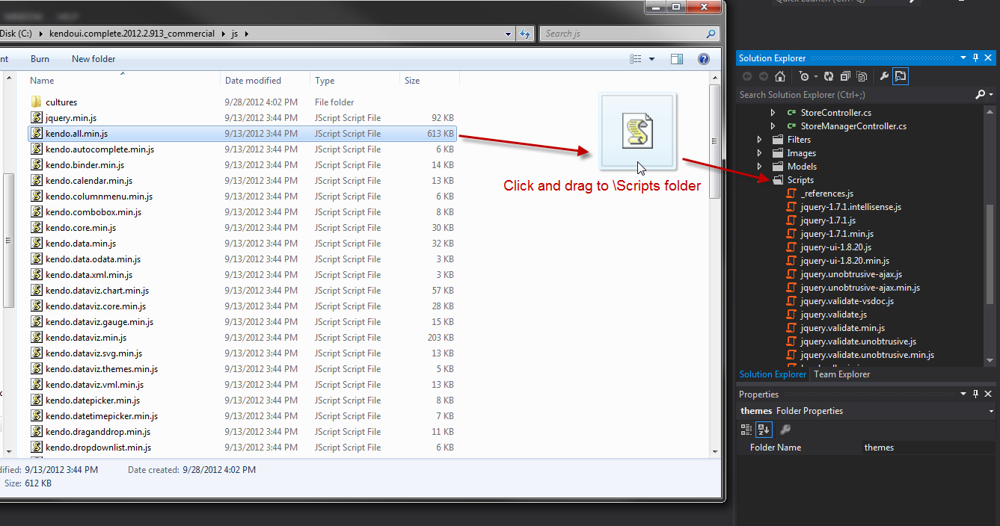 Quick Launch (Ctrl+Q)
Disk (C:) kendoui.complete.2012.2.913_commercial js
Search js
nt Burn New folder
Name Date modified Type Size
cultures 9/28/2012 4:02 PM File folder
jquery.min.js 9/13/2012 3:44 PM JScript Script File 92 KB
kendo.all.min.js 9/13/2012 3:44 PM JScript Script File 613 KB
kendo.autocomplete.min.js 9/13/2012 3:44 PM JScript Script File 6 KB
kendo.binder.min.js 9/13/2012 3:44 PM JScript Script File 14 KB
kendo.calendar.min.js 9/13/2012 3:44 PM JScript Script File 13 KB
kendo.columnmenu.min.js 9/13/2012 3:44 PM JScript Script File 6 KB
kendo.combobox.min.js 9/13/2012 3:44 PM JScript Script File 8 KB
kendo.core.min.js 9/13/2012 3:44 PM JScript Script File 30 KB
kendo.data.min.js 9/13/2012 3:44 PM JScript Script File 32 KB
kendo.data.odata.min.js 9/13/2012 3:44 PM JScript Script File 3 KB
kendo.data.xml.min.js 9/13/2012 3:44 PM JScript Script File 3 KB
kendo.dataviz.chart.min.js 9/13/2012 3:44 PM JScript Script File 57 KB
kendo.dataviz.core.min.js 9/13/2012 3:44 PM JScript Script File 28 KB
kendo.dataviz.gauge.min.js 9/13/2012 3:44 PM JScript Script File 15 KB
kendo.dataviz.min.js 9/13/2012 3:44 PM JScript Script File 203 KB
kendo.dataviz.svg.min.js 9/13/2012 3:44 PM JScript Script File 13 KB
kendo.dataviz.themes.min.js 9/13/2012 3:44 PM JScript Script File 5 KB
kendo.dataviz.vml.min.js 9/13/2012 3:44 PM JScript Script File 13 KB
kendo.datepicker.min.js 9/13/2012 3:44 PM JScript Script File 8 KB
kendo.datetimepicker.min.js 9/13/2012 3:44 PM JScript Script File 7 KB
kendo.draganddrop.min.js 9/13/2012 3:44 PM JScript Script File 11 KB
kendo.dropdownlist.min.js 9/13/2012 3:44 PM JScript Script File 6 KB
dified: 9/13/2012 3:44 PM Date created: 9/28/2012 4:02 PM
Size: 612 KB
Click and drag to \Scripts folder
Solution Explorer
Search Solution Explorer (Ctrl+;)
C# StoreController.cs
C# StoreManagerController.cs
Filters
Images
Models
Scripts
_references.js
jquery-1.7.1.intellisense.js
jquery-1.7.1.js
jquery-1.7.1.min.js
jquery-ui-1.8.20.js
jquery-ui-1.8.20.min.js
jquery.unobtrusive-ajax.js
jquery.unobtrusive-ajax.min.js
jquery.validate-vsdoc.js
jquery.validate.js
jquery.validate.min.js
jquery.validate.unobtrusive.js
jquery.validate.unobtrusive.min.js
Solution Explorer Team Explorer
Properties
themes Folder Properties
Folder Name themes